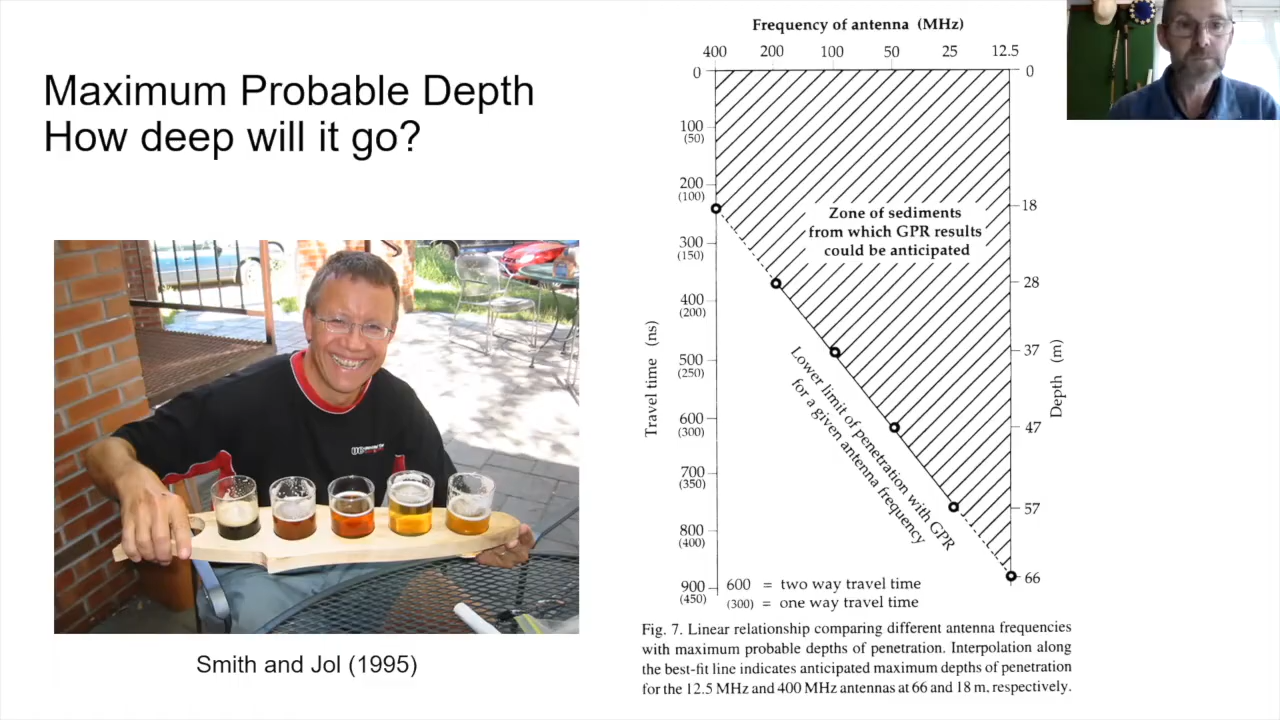 Maximum Probable Depth
How deep will it go?
Smith and Jol (1995)
Frequency of antenna (MHz)
400 200 100 50 25 12.5
0
100
(50)
200
(100)
300
(150)
400
(200)
500
(250)
600
(300)
700
(350)
800
(400)
900
(450)
Travel time (ns)
Zone of sediments
from which GPR results
could be anticipated
Lower limit of penetration with GPR
for a given antenna frequency
600 = two way travel time
(300) = one way travel time
0
18
28
37
47
57
66
Depth (m)
Fig. 7. Linear relationship comparing different antenna frequencies
with maximum probable depths of penetration. Interpolation along
the best-fit line indicates anticipated maximum depths of penetration
for the 12.5 MHz and 400 MHz antennas at 66 and 18 m, respectively.